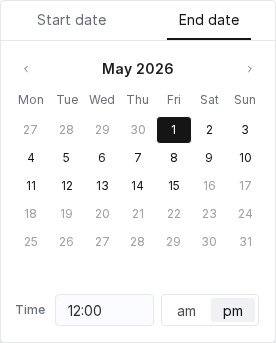 Start date End date
‹ May 2026 ›
Mon Tue Wed Thu Fri Sat Sun
27 28 29 30 1 2 3
4 5 6 7 8 9 10
11 12 13 14 15 16 17
18 19 20 21 22 23 24
25 26 27 28 29 30 31
Time 12:00 am pm